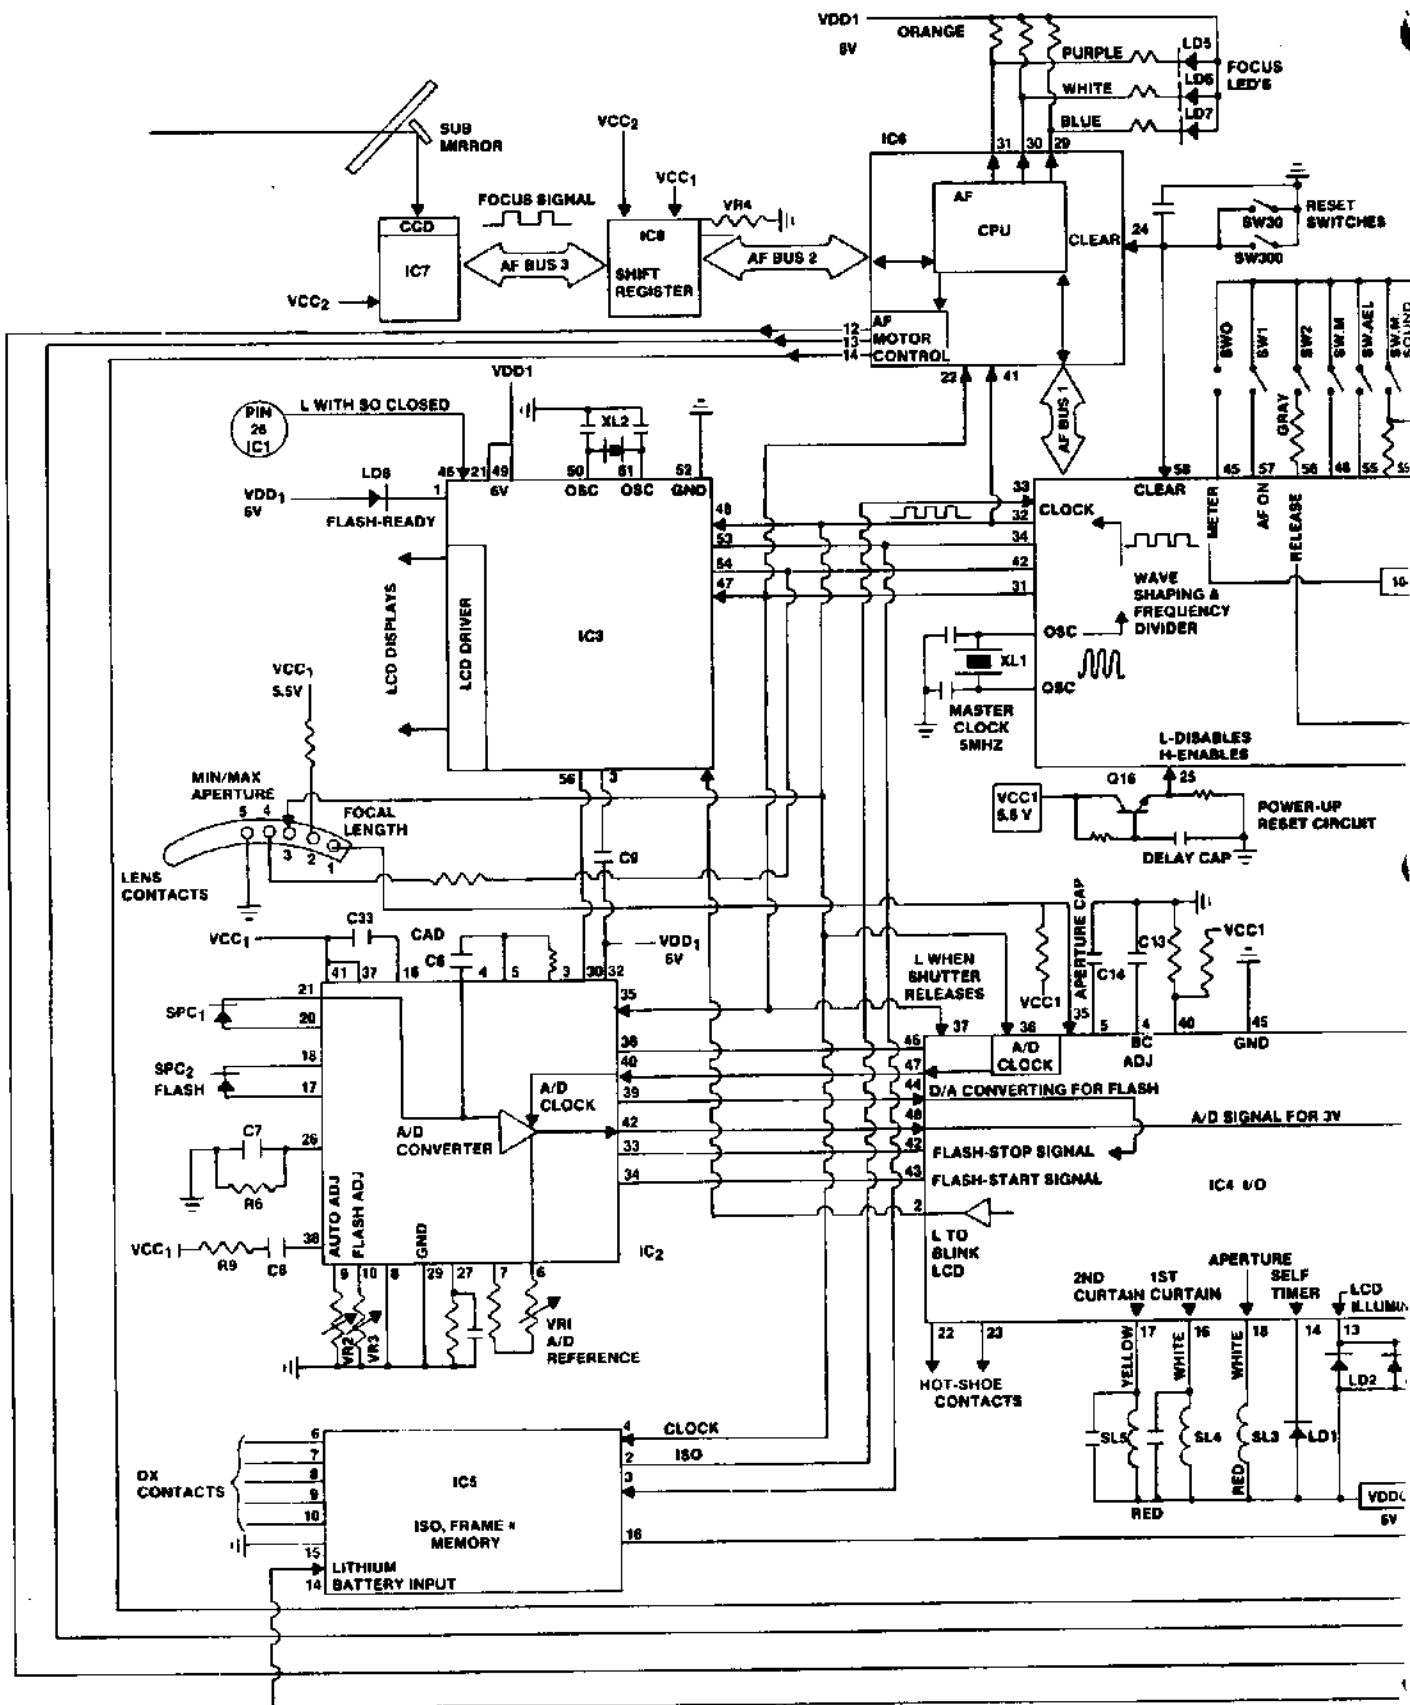 VDD1
6V
ORANGE
PURPLE
LD5
WHITE
LD6
BLUE
LD7
FOCUS
LED'S
SUB
MIRROR
VCC2
VCC1
FOCUS SIGNAL
VR4
CCD
IC7
VCC2
AF BUS 3
IC8
SHIFT
REGISTER
AF BUS 2
IC6
31
30
29
AF
CPU
CLEAR
24
RESET
SWITCHES
SW30
SW300
AF
MOTOR
CONTROL
12
13
14
22
41
AF BUS 1
SWO
SW1
SW2
SW.M
SW.AEL
SW.M.
SOUND
GRAY
PIN
26
IC1
L WITH SO CLOSED
VDD1
XL2
LD8
VDD1
6V
FLASH-READY
1
46
21
49
6V
50
OSC
51
OSC
52
GND
48
53
54
47
LCD DISPLAYS
LCD DRIVER
IC3
56
3
33
CLOCK
32
34
42
31
CLEAR
58
45
57
56
46
55
59
METER
AF ON
RELEASE
10-
WAVE
SHAPING &
FREQUENCY
DIVIDER
OSC
XL1
OSC
MASTER
CLOCK
5MHZ
L-DISABLES
H-ENABLES
Q16
25
VCC1
5.5 V
POWER-UP
RESET CIRCUIT
DELAY CAP
VCC1
5.5V
MIN/MAX
APERTURE
FOCAL
LENGTH
5
4
3
2
1
LENS
CONTACTS
C9
VCC1
C33
CAD
C6
VDD1
6V
41
37
16
4
5
3
30
32
SPC1
21
20
SPC2
FLASH
18
17
C7
R6
26
VCC1
R9
C8
38
35
36
40
39
42
33
34
A/D
CLOCK
A/D
CONVERTER
AUTO ADJ
FLASH ADJ
GND
IC2
9
10
8
29
27
7
6
VR2
VR3
VR1
A/D
REFERENCE
L WHEN
SHUTTER
RELEASES
VCC1
APERTURE CAP
C14
C13
VCC1
37
36
35
5
4
40
45
A/D
CLOCK
BC
ADJ
GND
46
47
44
48
42
43
2
D/A CONVERTING FOR FLASH
A/D SIGNAL FOR 3V
FLASH-STOP SIGNAL
FLASH-START SIGNAL
IC4 I/O
L TO
BLINK
LCD
2ND
CURTAIN
1ST
CURTAIN
APERTURE
SELF
TIMER
LCD
ILLUMIN
22
23
17
16
18
14
13
HOT-SHOE
CONTACTS
YELLOW
WHITE
WHITE
SL5
SL4
SL3
LD1
LD2
RED
RED
VDD
6V
DX
CONTACTS
6
7
8
9
10
15
14
IC5
ISO, FRAME #
MEMORY
LITHIUM
BATTERY INPUT
4
CLOCK
2
ISO
3
16